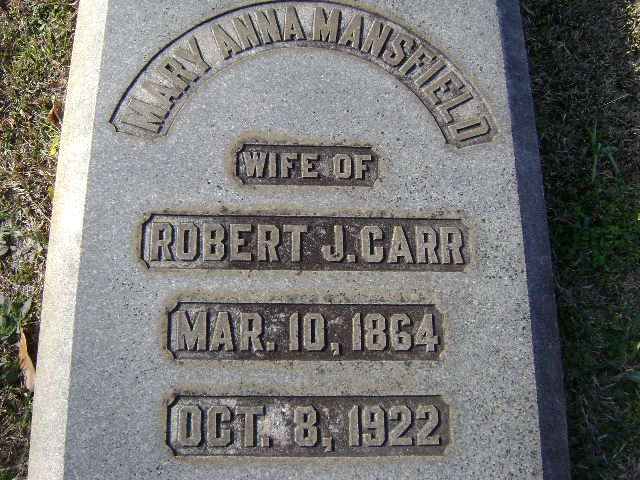 MARY ANNA MANSFIELD
WIFE OF
ROBERT J. CARR
MAR. 10, 1864
OCT. 8, 1922